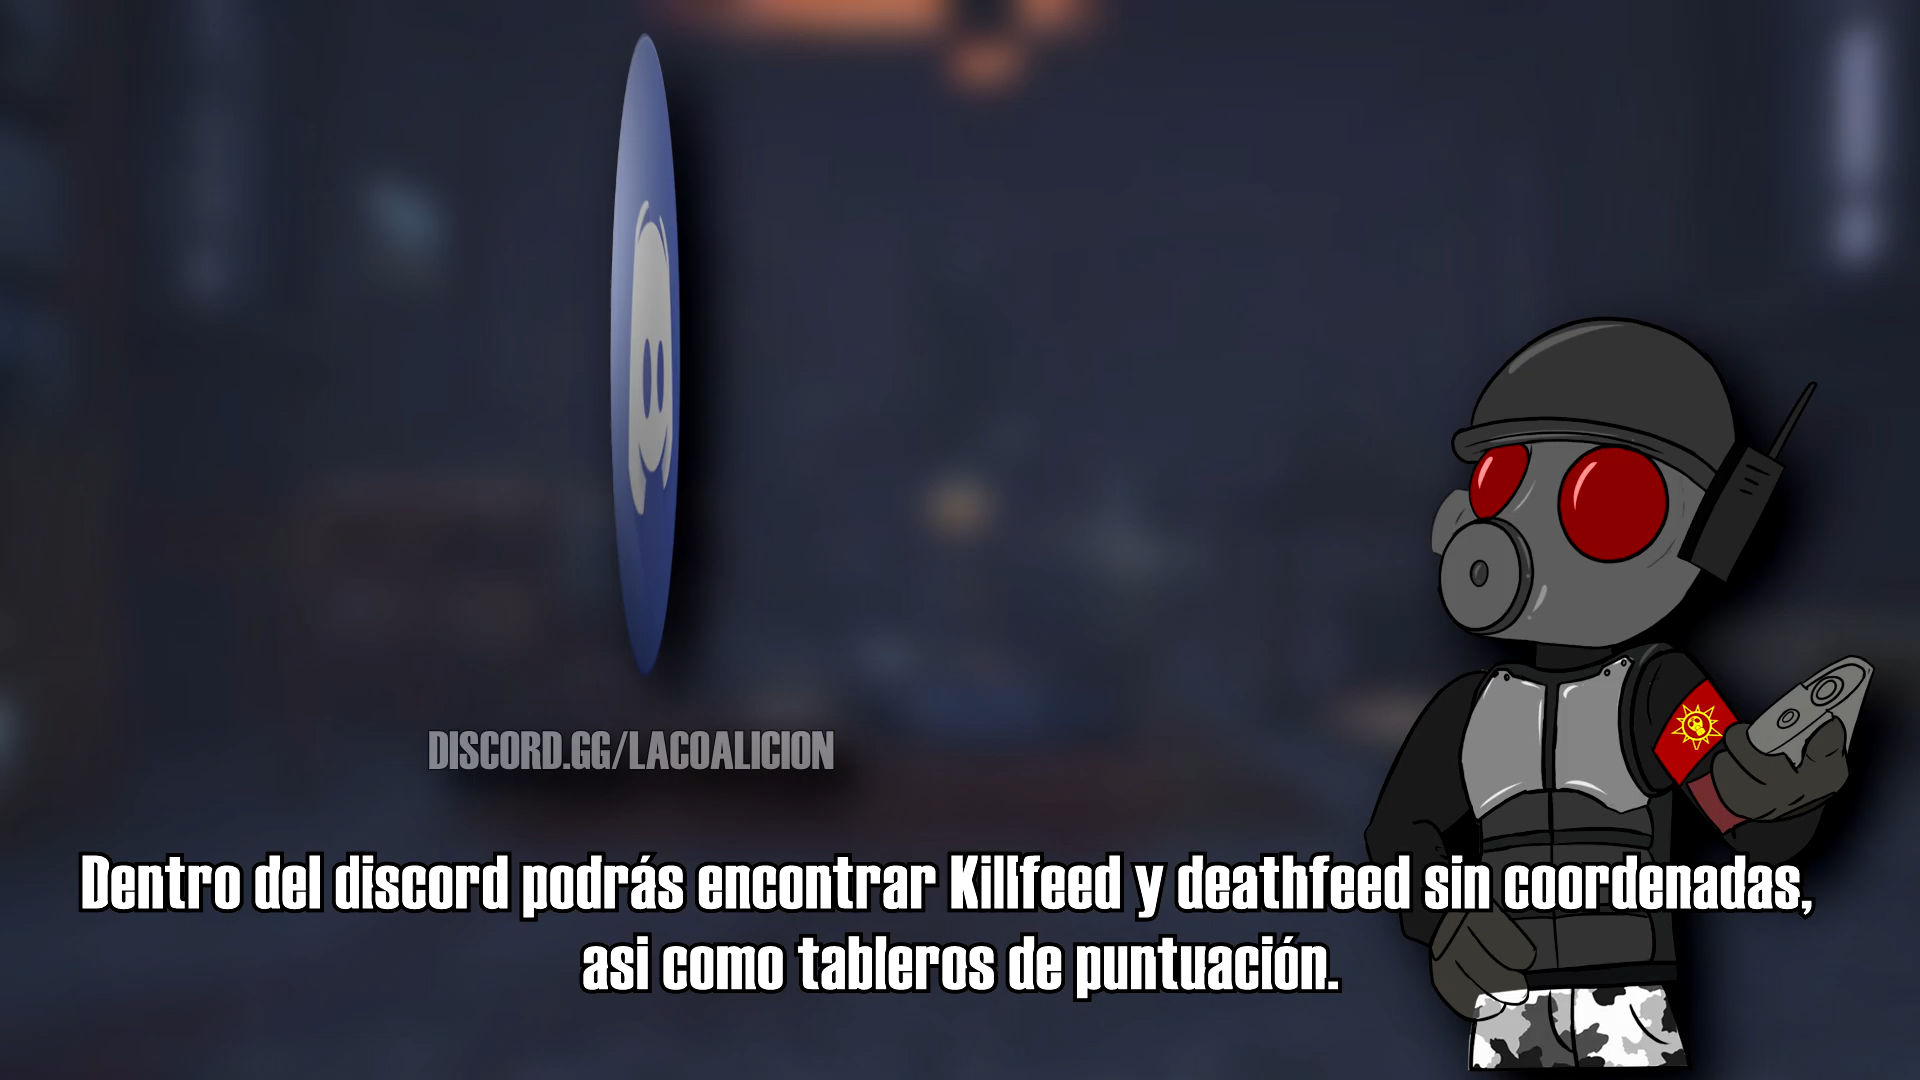 DISCORD.GG/LACOALICION
Dentro del discord podrás encontrar Killfeed y deathfeed sin coordenadas,
asi como tableros de puntuación.